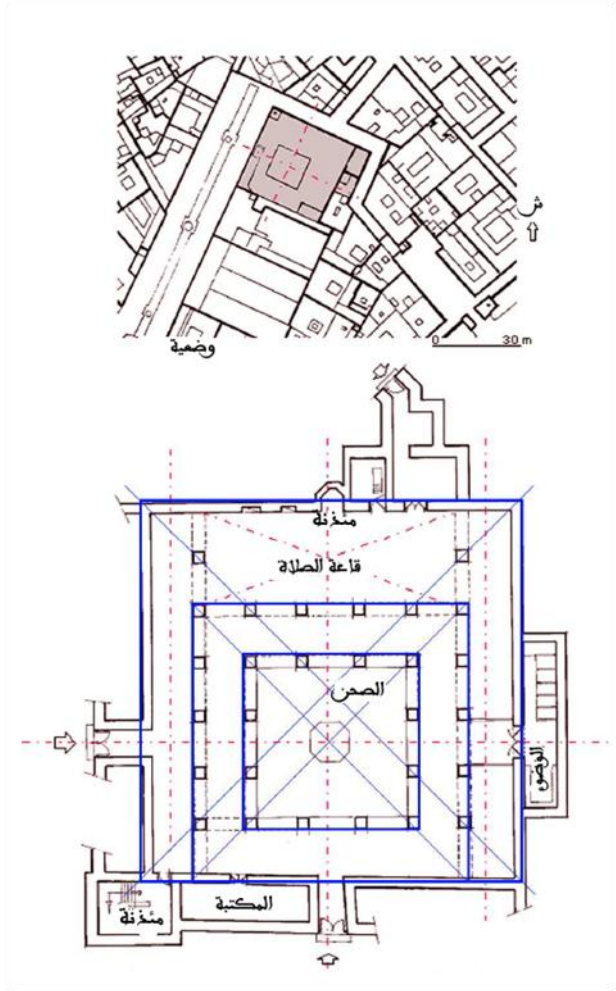 ش
0 30 m
وضعية
مئذنة
قاعة الصلاة
الصحن
الوضوء
المكتبة
مئذنة